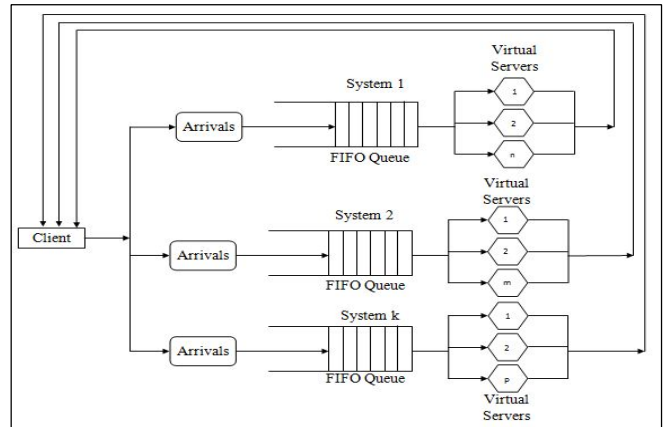 Virtual
Servers
System 1
1
Arrivals
2
n
FIFO Queue
Virtual
Servers
System 2
1
Client
Arrivals
2
m
FIFO Queue
System k
1
Arrivals
2
FIFO Queue
p
Virtual
Servers